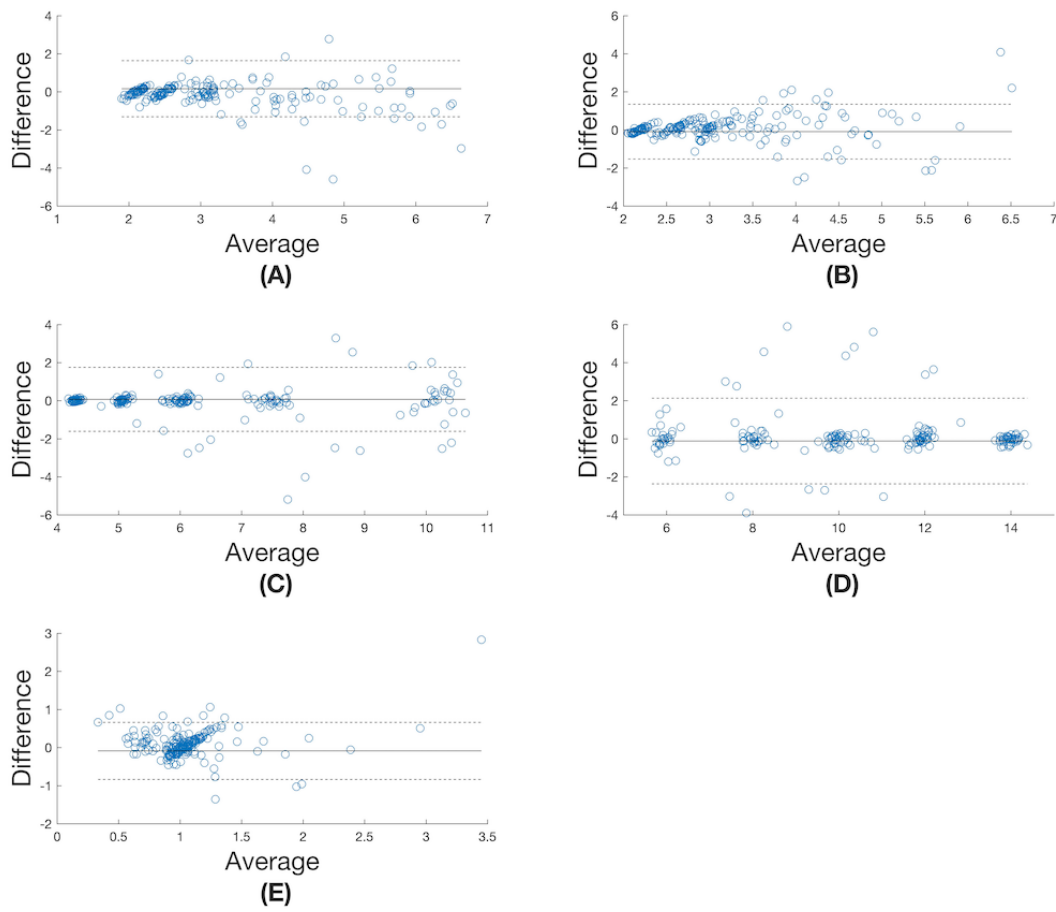 4
2
0
-2
-4
-6
Difference
1 2 3 4 5 6 7
Average
(A)
6
4
2
0
-2
-4
Difference
2 2.5 3 3.5 4 4.5 5 5.5 6 6.5 7
Average
(B)
4
2
0
-2
-4
-6
Difference
4 5 6 7 8 9 10 11
Average
(C)
6
4
2
0
-2
-4
Difference
6 8 10 12 14
Average
(D)
3
2
1
0
-1
-2
Difference
0 0.5 1 1.5 2 2.5 3 3.5
Average
(E)